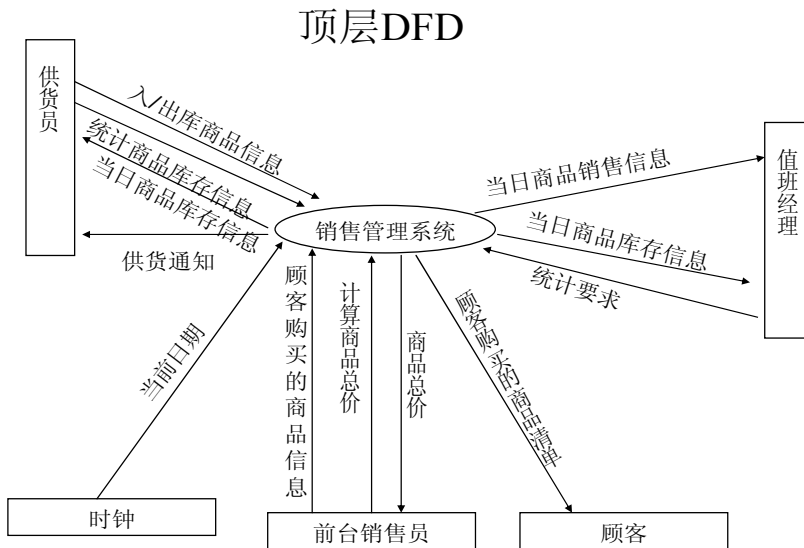 顶层DFD
供货员
入/出库商品信息
统计商品库存信息
当日商品库存信息
供货通知
销售管理系统
当日商品销售信息
当日商品库存信息
统计要求
值班经理
当前日期
顾客购买的商品信息
计算商品总价
商品总价
顾客购买的商品清单
时钟
前台销售员
顾客